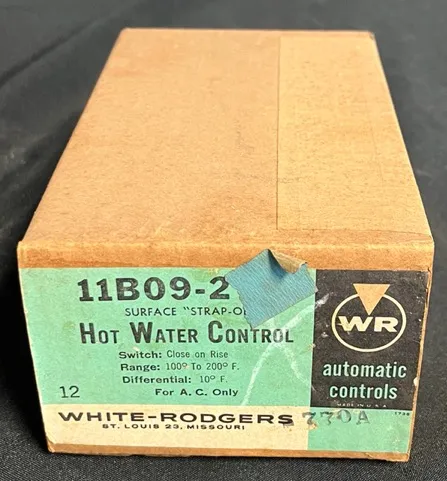 11B09-2
SURFACE "STRAP-O
HOT WATER CONTROL
Switch: Close on Rise
Range: 100° To 200° F.
Differential: 10° F.
12
For A. C. Only
WHITE-RODGERS
ST. LOUIS 23, MISSOURI
770A
WR
automatic
controls
MADE IN U.S.A.